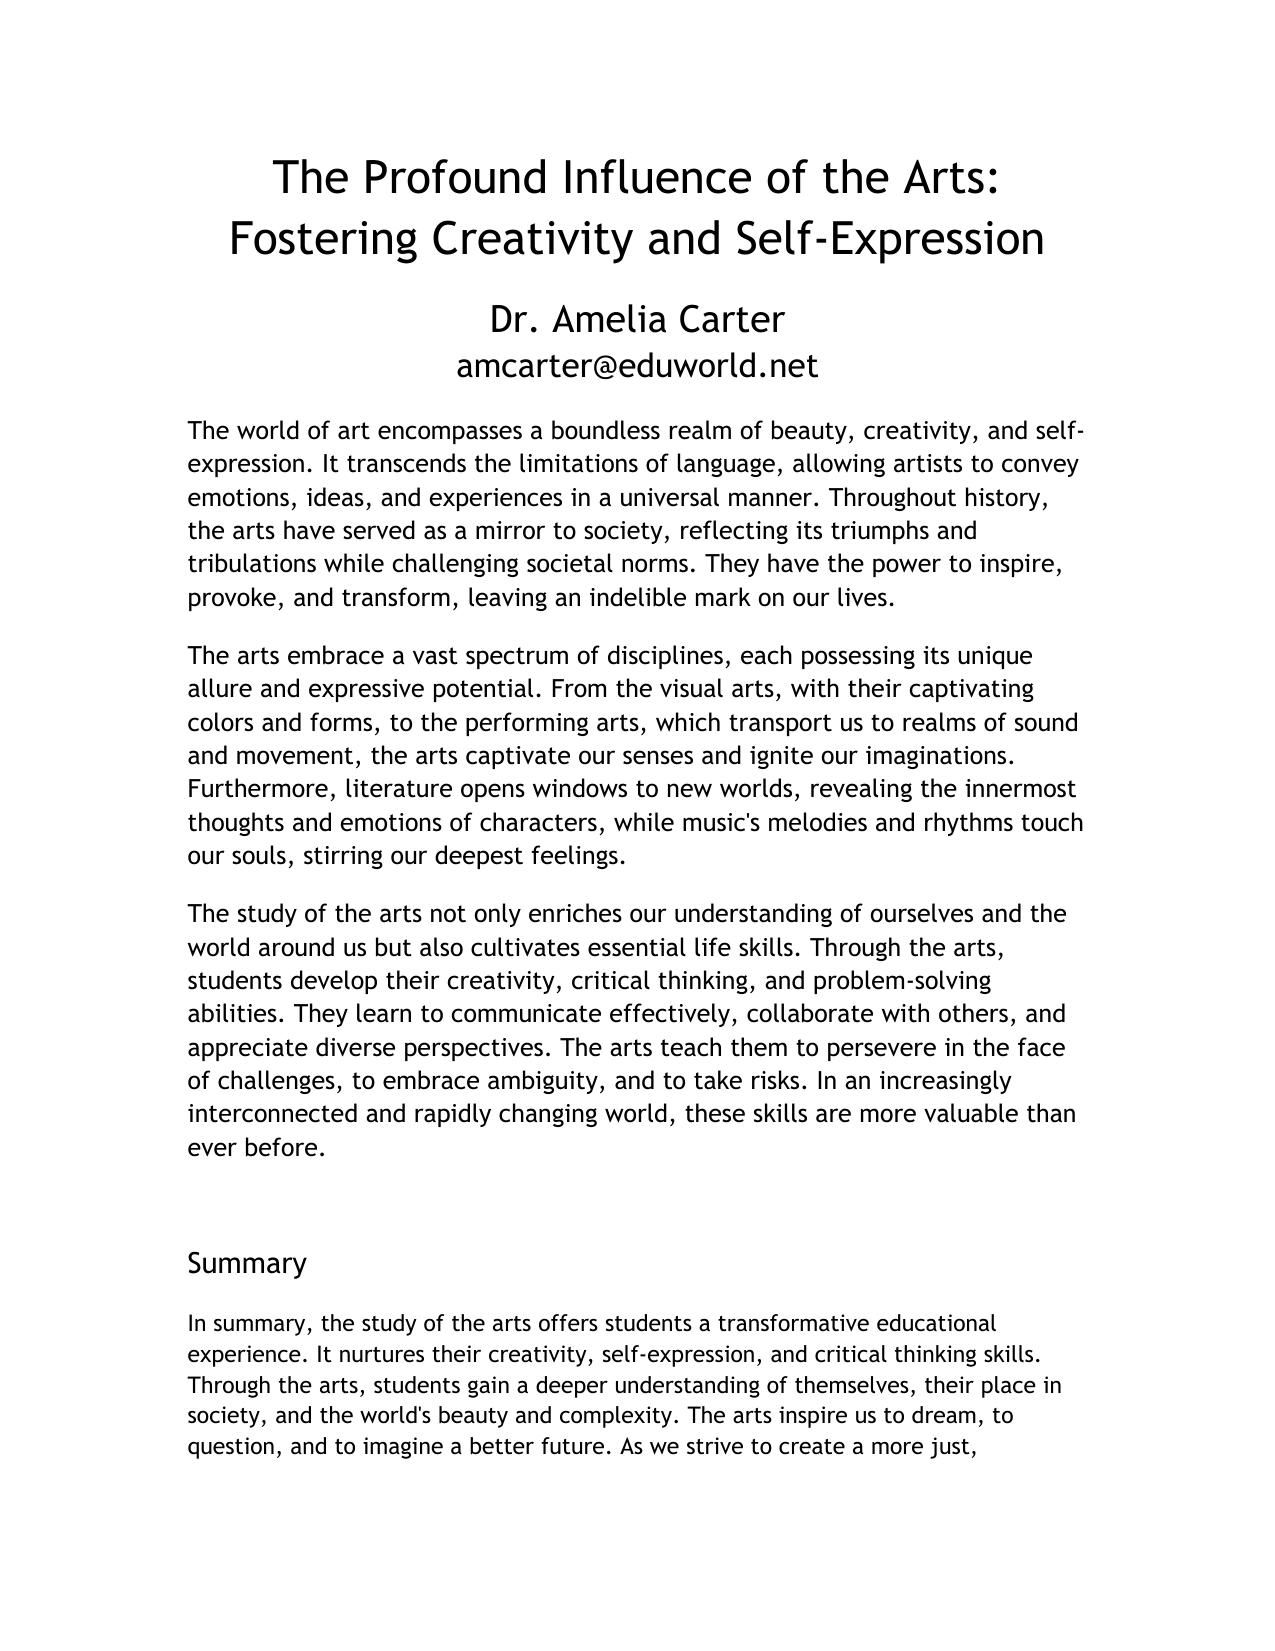 The Profound Influence of the Arts:
Fostering Creativity and Self-Expression
Dr. Amelia Carter
amcarter@eduworld.net
The world of art encompasses a boundless realm of beauty, creativity, and self-
expression. It transcends the limitations of language, allowing artists to convey
emotions, ideas, and experiences in a universal manner. Throughout history,
the arts have served as a mirror to society, reflecting its triumphs and
tribulations while challenging societal norms. They have the power to inspire,
provoke, and transform, leaving an indelible mark on our lives.
The arts embrace a vast spectrum of disciplines, each possessing its unique
allure and expressive potential. From the visual arts, with their captivating
colors and forms, to the performing arts, which transport us to realms of sound
and movement, the arts captivate our senses and ignite our imaginations.
Furthermore, literature opens windows to new worlds, revealing the innermost
thoughts and emotions of characters, while music's melodies and rhythms touch
our souls, stirring our deepest feelings.
The study of the arts not only enriches our understanding of ourselves and the
world around us but also cultivates essential life skills. Through the arts,
students develop their creativity, critical thinking, and problem-solving
abilities. They learn to communicate effectively, collaborate with others, and
appreciate diverse perspectives. The arts teach them to persevere in the face
of challenges, to embrace ambiguity, and to take risks. In an increasingly
interconnected and rapidly changing world, these skills are more valuable than
ever before.
Summary
In summary, the study of the arts offers students a transformative educational
experience. It nurtures their creativity, self-expression, and critical thinking skills.
Through the arts, students gain a deeper understanding of themselves, their place in
society, and the world's beauty and complexity. The arts inspire us to dream, to
question, and to imagine a better future. As we strive to create a more just,